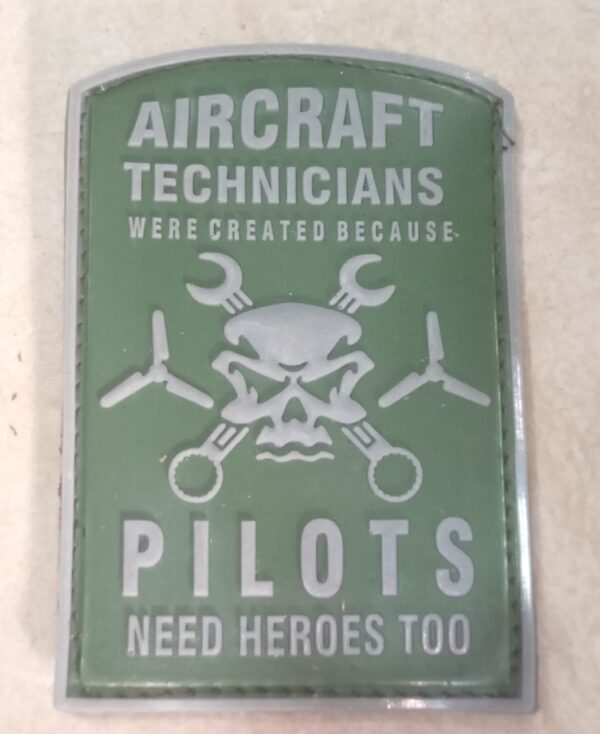 AIRCRAFT
TECHNICIANS
WERE CREATED BECAUSE
PILOTS
NEED HEROES TOO